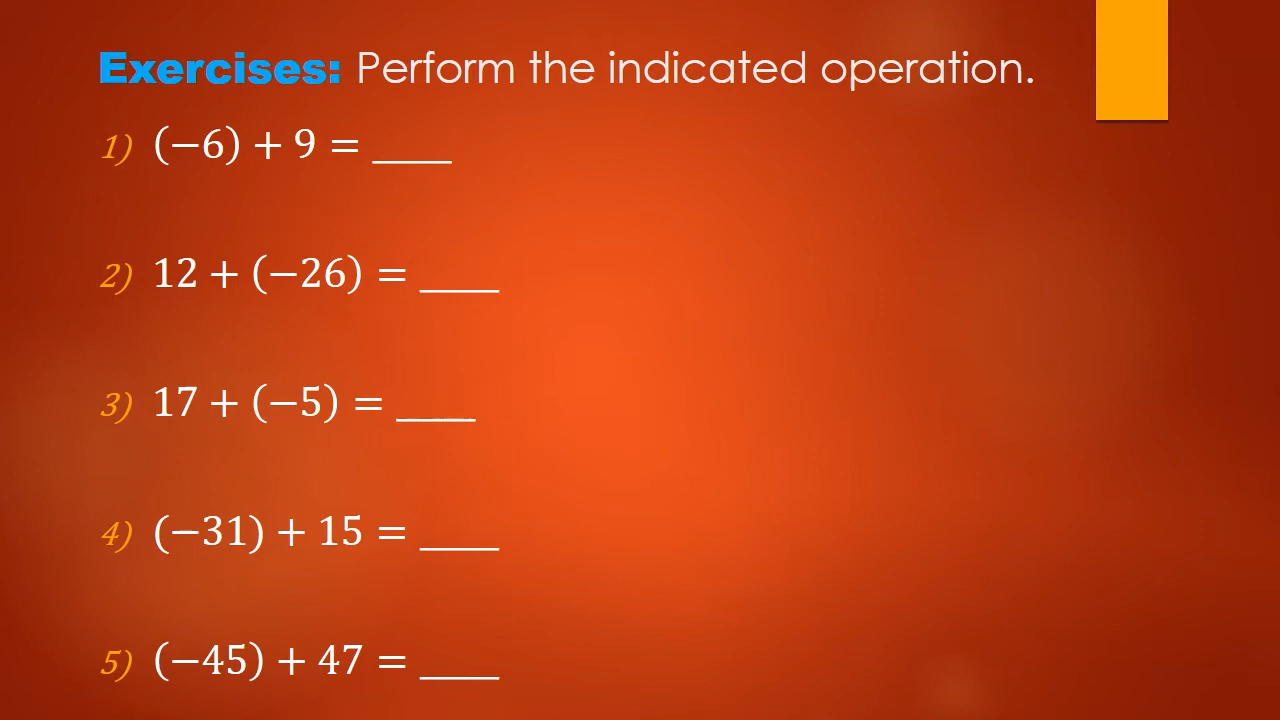 Exercises: Perform the indicated operation.
1) (−6) + 9 = ____
2) 12 + (−26) = ____
3) 17 + (−5) = ____
4) (−31) + 15 = ____
5) (−45) + 47 = ____